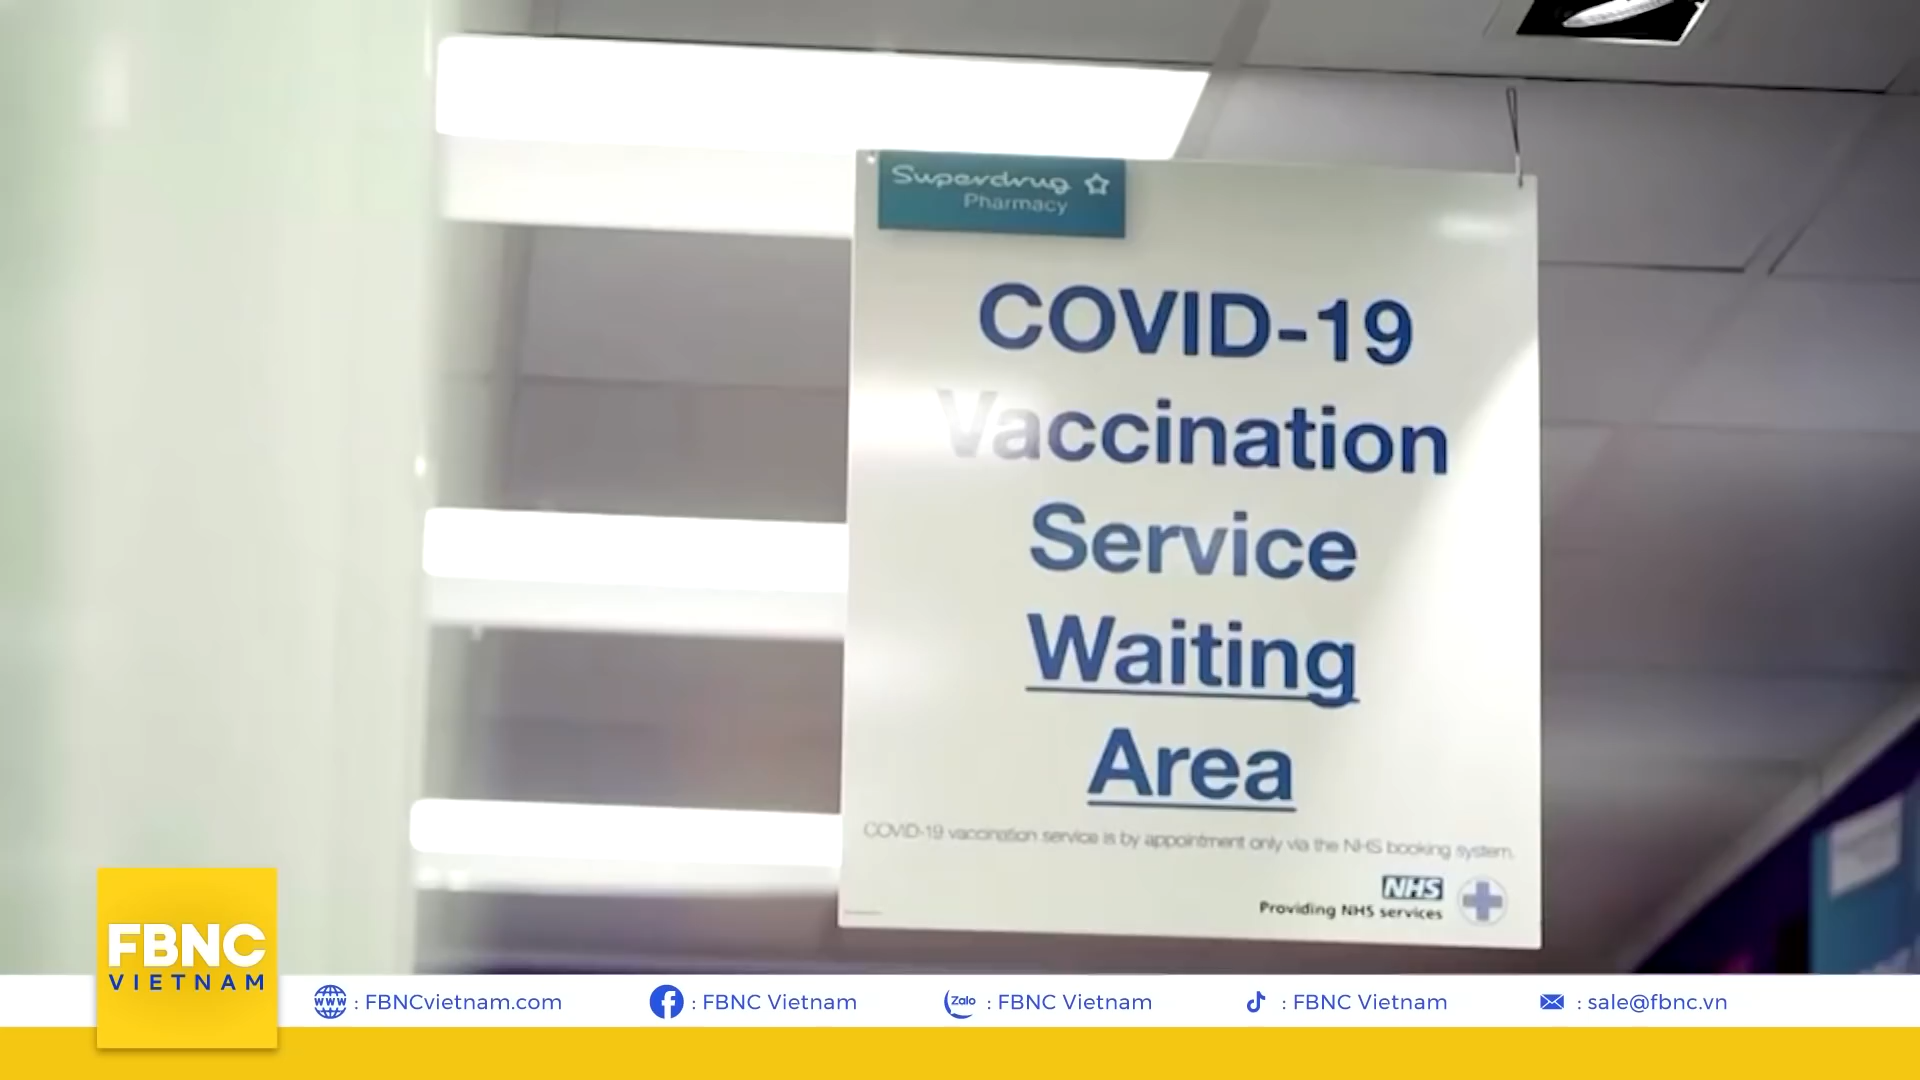 Superdrug
Pharmacy
COVID-19
Vaccination
Service
Waiting
Area
COVID-19 vaccination service is by appointment only via the NHS booking system.
NHS
Providing NHS services
FBNC
VIETNAM
www : FBNCvietnam.com
: FBNC Vietnam
Zalo : FBNC Vietnam
: FBNC Vietnam
: sale@fbnc.vn